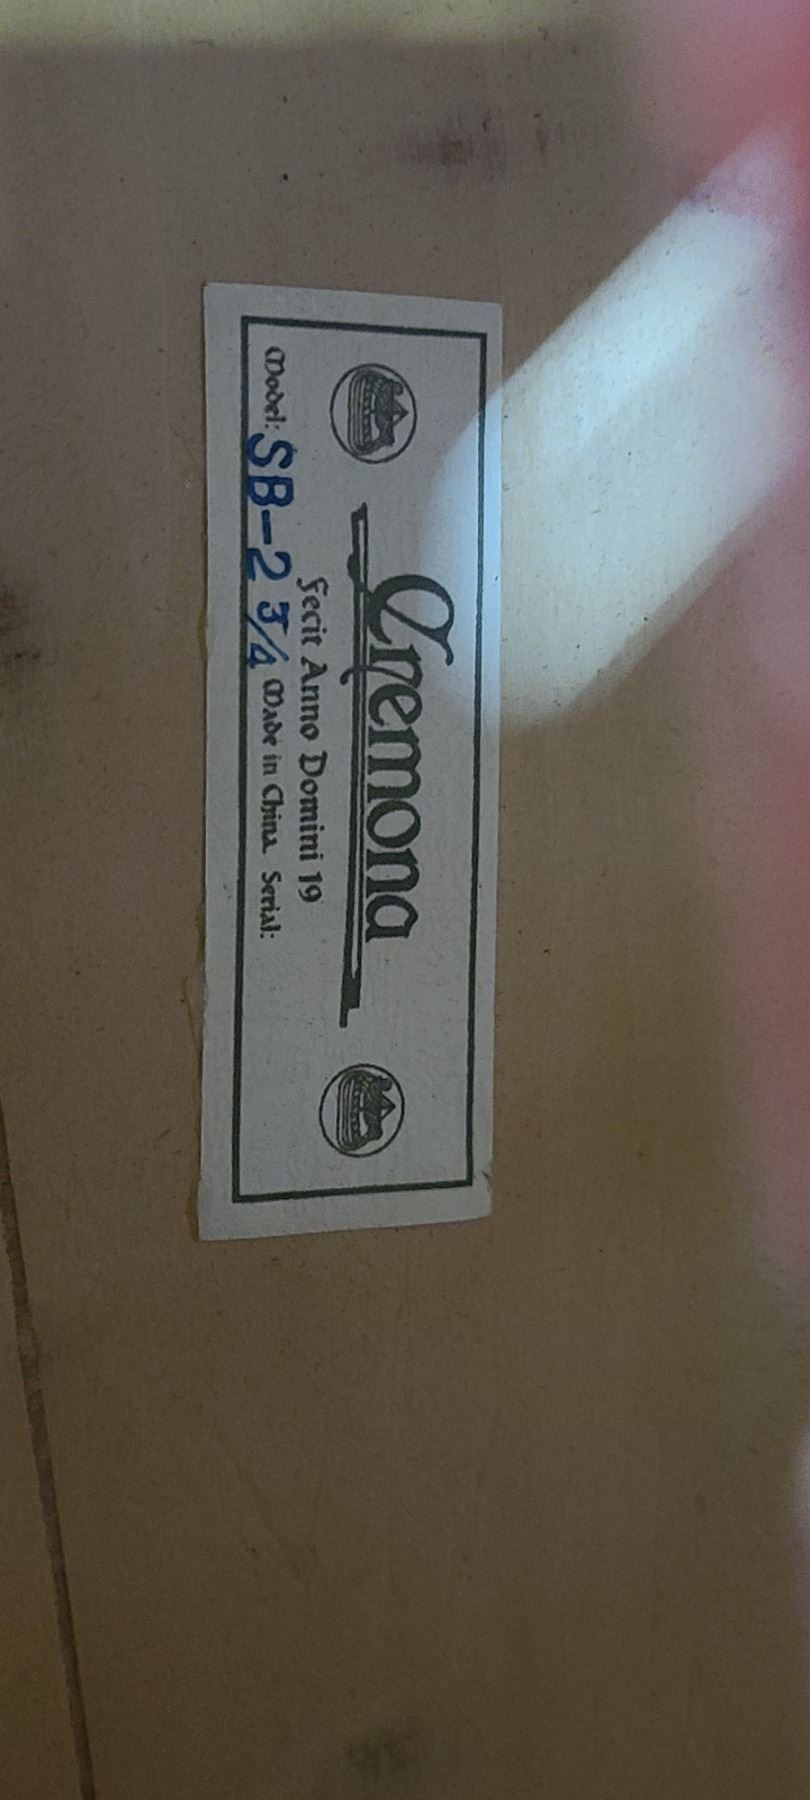 Cremona
Fecit Anno Domini 19
Model: SB-2 3/4 Made in China Serial: